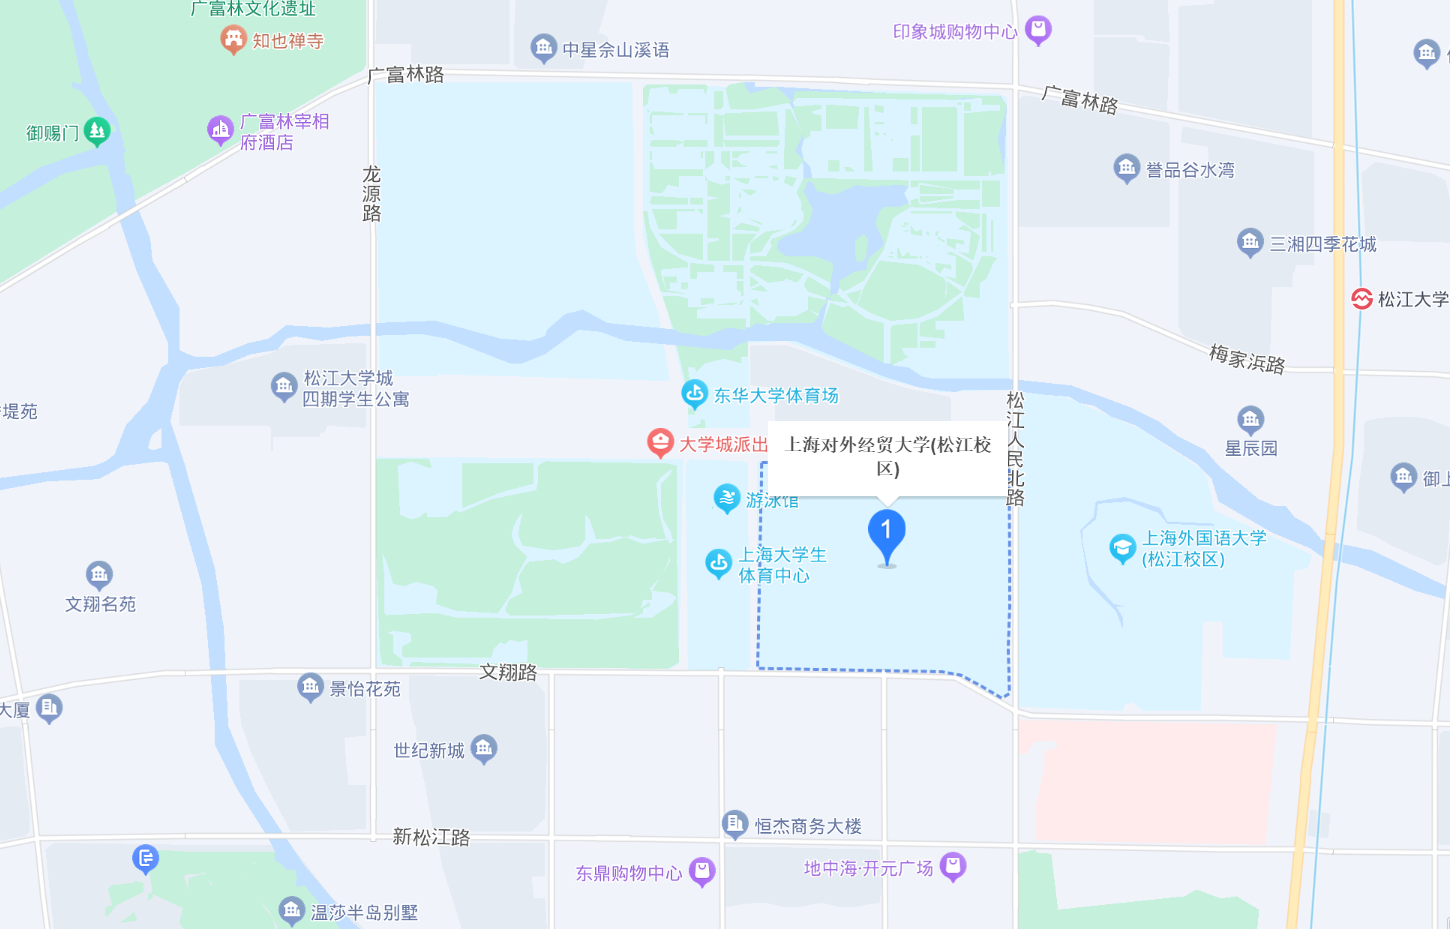 广富林文化遗址
知也禅寺
中星佘山溪语
印象城购物中心
广富林路
广富林路
御赐门
广富林宰相
府酒店
龙源路
誉品谷水湾
三湘四季花城
松江大学
梅家浜路
松江大学城
四期学生公寓
堤苑
东华大学体育场
松江人民北路
大学城派出
上海对外经贸大学(松江校
区)
星辰园
御上
游泳馆
1
上海大学生
体育中心
上海外国语大学
(松江校区)
文翔名苑
文翔路
景怡花苑
大厦
世纪新城
新松江路
恒杰商务大楼
东鼎购物中心
地中海·开元广场
温莎半岛别墅